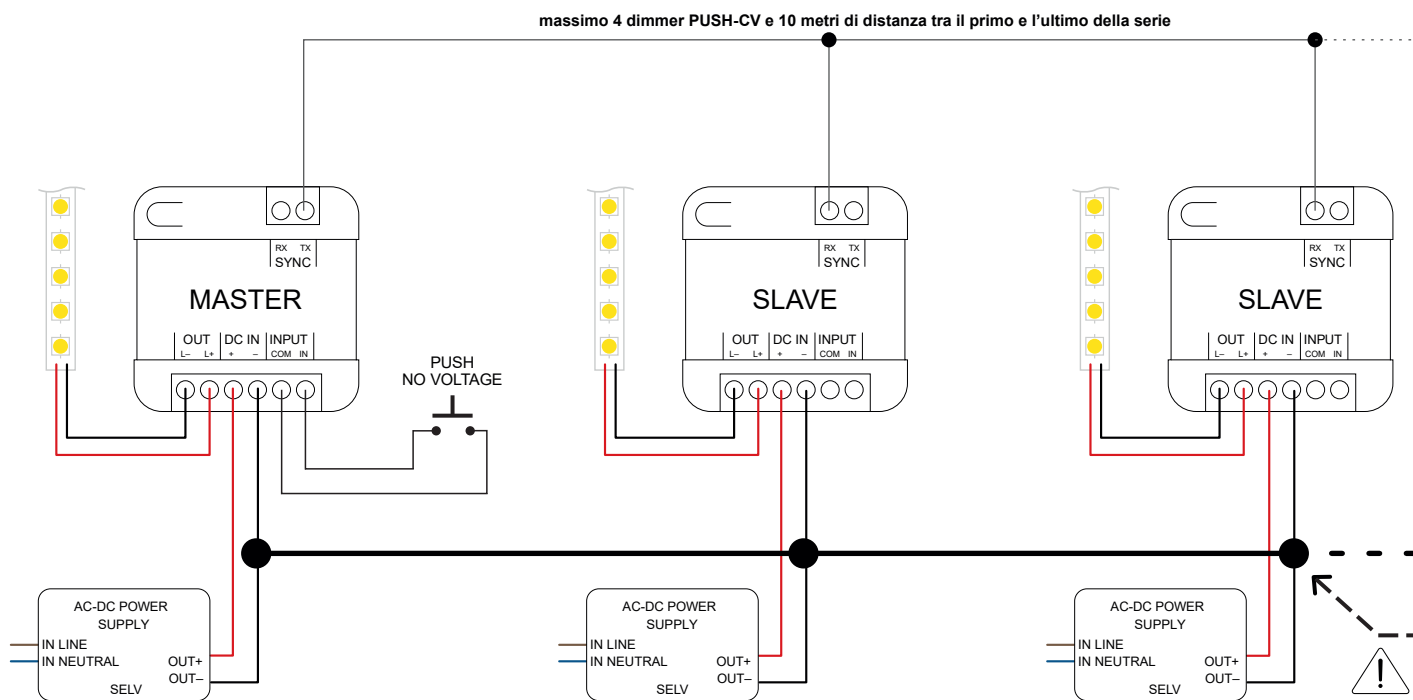 massimo 4 dimmer PUSH-CV e 10 metri di distanza tra il primo e l’ultimo della serie
RX TX
SYNC
MASTER
OUT DC IN INPUT
L– L+ + – COM IN
PUSH
NO VOLTAGE
RX TX
SYNC
SLAVE
OUT DC IN INPUT
L– L+ + – COM IN
RX TX
SYNC
SLAVE
OUT DC IN INPUT
L– L+ + – COM IN
AC-DC POWER
SUPPLY
IN LINE
IN NEUTRAL OUT+
OUT–
SELV
AC-DC POWER
SUPPLY
IN LINE
IN NEUTRAL OUT+
OUT–
SELV
AC-DC POWER
SUPPLY
IN LINE
IN NEUTRAL OUT+
OUT–
SELV
!